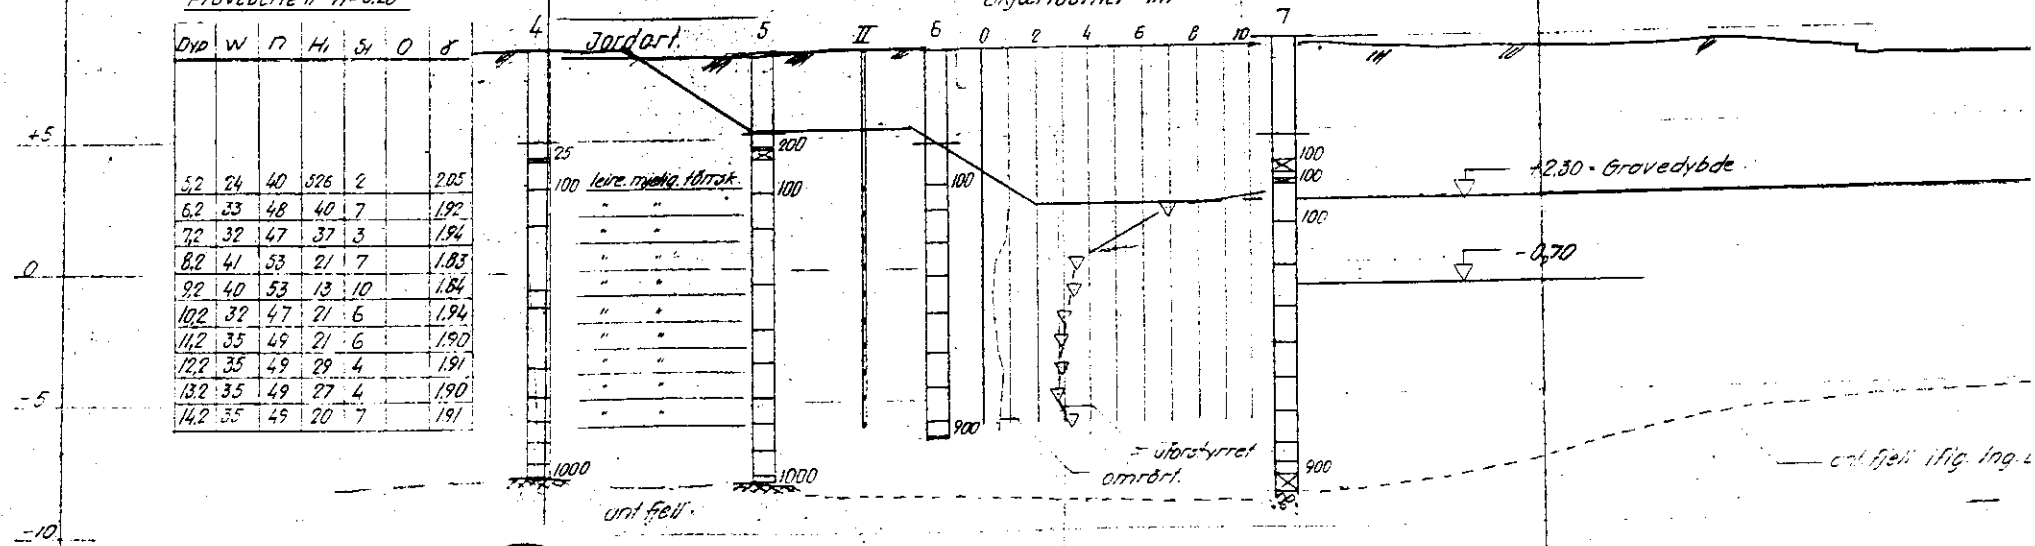 4 Jordart. 5 II 6 0 2 4 6 8 10 7
Dyp W n H₁ St O γ
+5
25 200 100
5,2 24 40 526 2 2.05
100 leire. mjelig. tørrsk. 100 100 100
+2,30 - Gravedybde
6,2 33 48 40 7 1.92
" "
100
7,2 32 47 37 3 1.94
" "
8,2 41 53 21 7 1.83
" "
-0,70
0
9,2 40 53 13 10 1.84
" "
10,2 32 47 21 6 1.94
" "
11,2 35 49 21 6 1.90
" "
12,2 35 49 29 4 1.91
" "
13,2 35 49 27 4 1.90
" "
-5
14,2 35 49 20 7 1.91
" "
900
= uforstyrret
omrört.
1000 1000 900
ant fjell ifig. Ing.
ant fjell.
-10